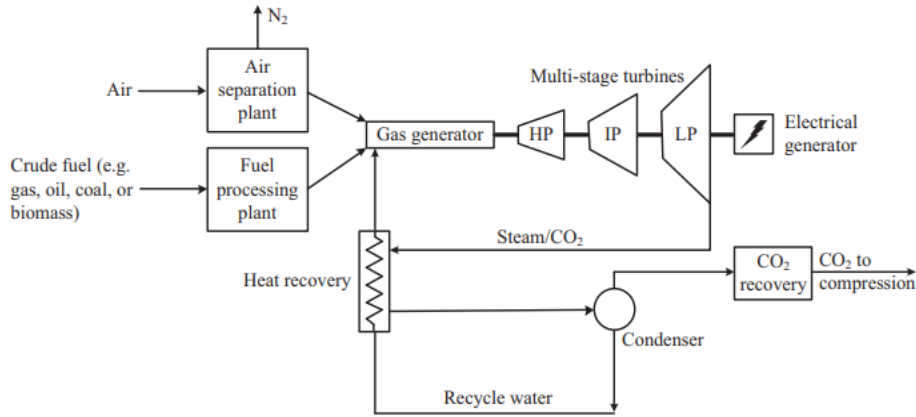 N₂
Air
Air
separation
plant
Multi-stage turbines
Gas generator
HP
IP
LP
Electrical
generator
Crude fuel (e.g.
gas, oil, coal, or
biomass)
Fuel
processing
plant
Steam/CO₂
Heat recovery
CO₂
recovery
CO₂ to
compression
Condenser
Recycle water